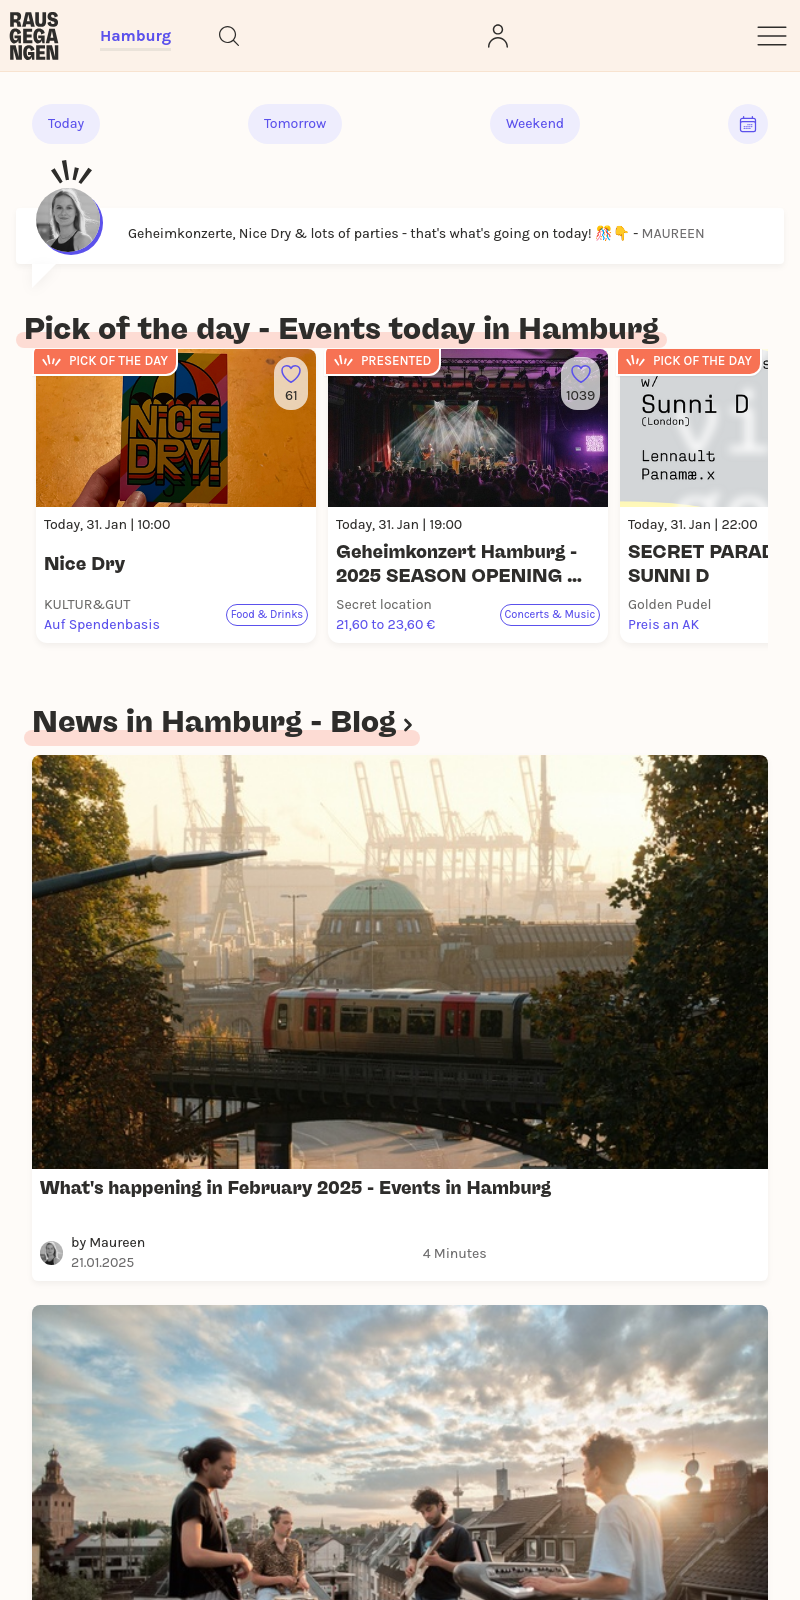 RAUS
GEGA
NGEN
Hamburg
Today
Tomorrow
Weekend
Geheimkonzerte, Nice Dry & lots of parties - that's what's going on today! 🎊👇 - MAUREEN
Pick of the day - Events today in Hamburg
PICK OF THE DAY
NiCE
DRY!
61
Today, 31. Jan | 10:00
Nice Dry
KULTUR&GUT
Auf Spendenbasis
Food & Drinks
PRESENTED
1039
Today, 31. Jan | 19:00
Geheimkonzert Hamburg -
2025 SEASON OPENING ...
Secret location
21,60 to 23,60 €
Concerts & Music
PICK OF THE DAY
w/
Sunni D
(London)
Lennault
Panamæ.x
Today, 31. Jan | 22:00
SECRET PARAD
SUNNI D
Golden Pudel
Preis an AK
News in Hamburg - Blog ›
What's happening in February 2025 - Events in Hamburg
by Maureen
21.01.2025
4 Minutes